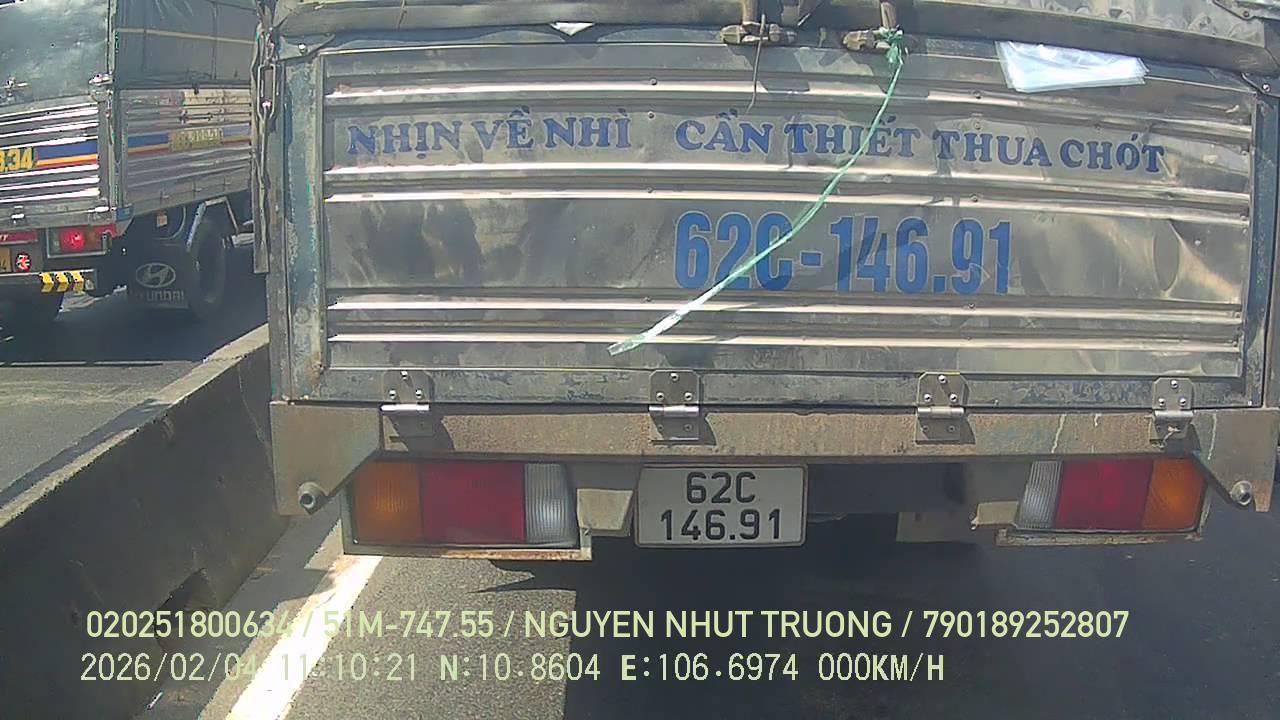 NHỊN VỀ NHÌ CẦN THIẾT THUA CHÓT
62C-146.91
HYUNDAI
62C
146.91
020251800634 / 51M-747.55 / NGUYEN NHUT TRUONG / 790189252807
2026/02/04 11:10:21 N:10.8604 E:106.6974 000KM/H